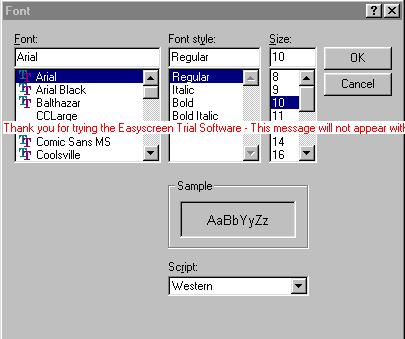 Font
Font: Font style: Size:
Arial Regular 10 OK
Arial Regular 8 Cancel
Arial Black Italic 9
Balthazar Bold 10
CCLarge Bold Italic 11
Thank you for trying the Easyscreen Trial Software - This message will not appear with
Comic Sans MS 14
Coolsville 16
Sample
AaBbYyZz
Script:
Western